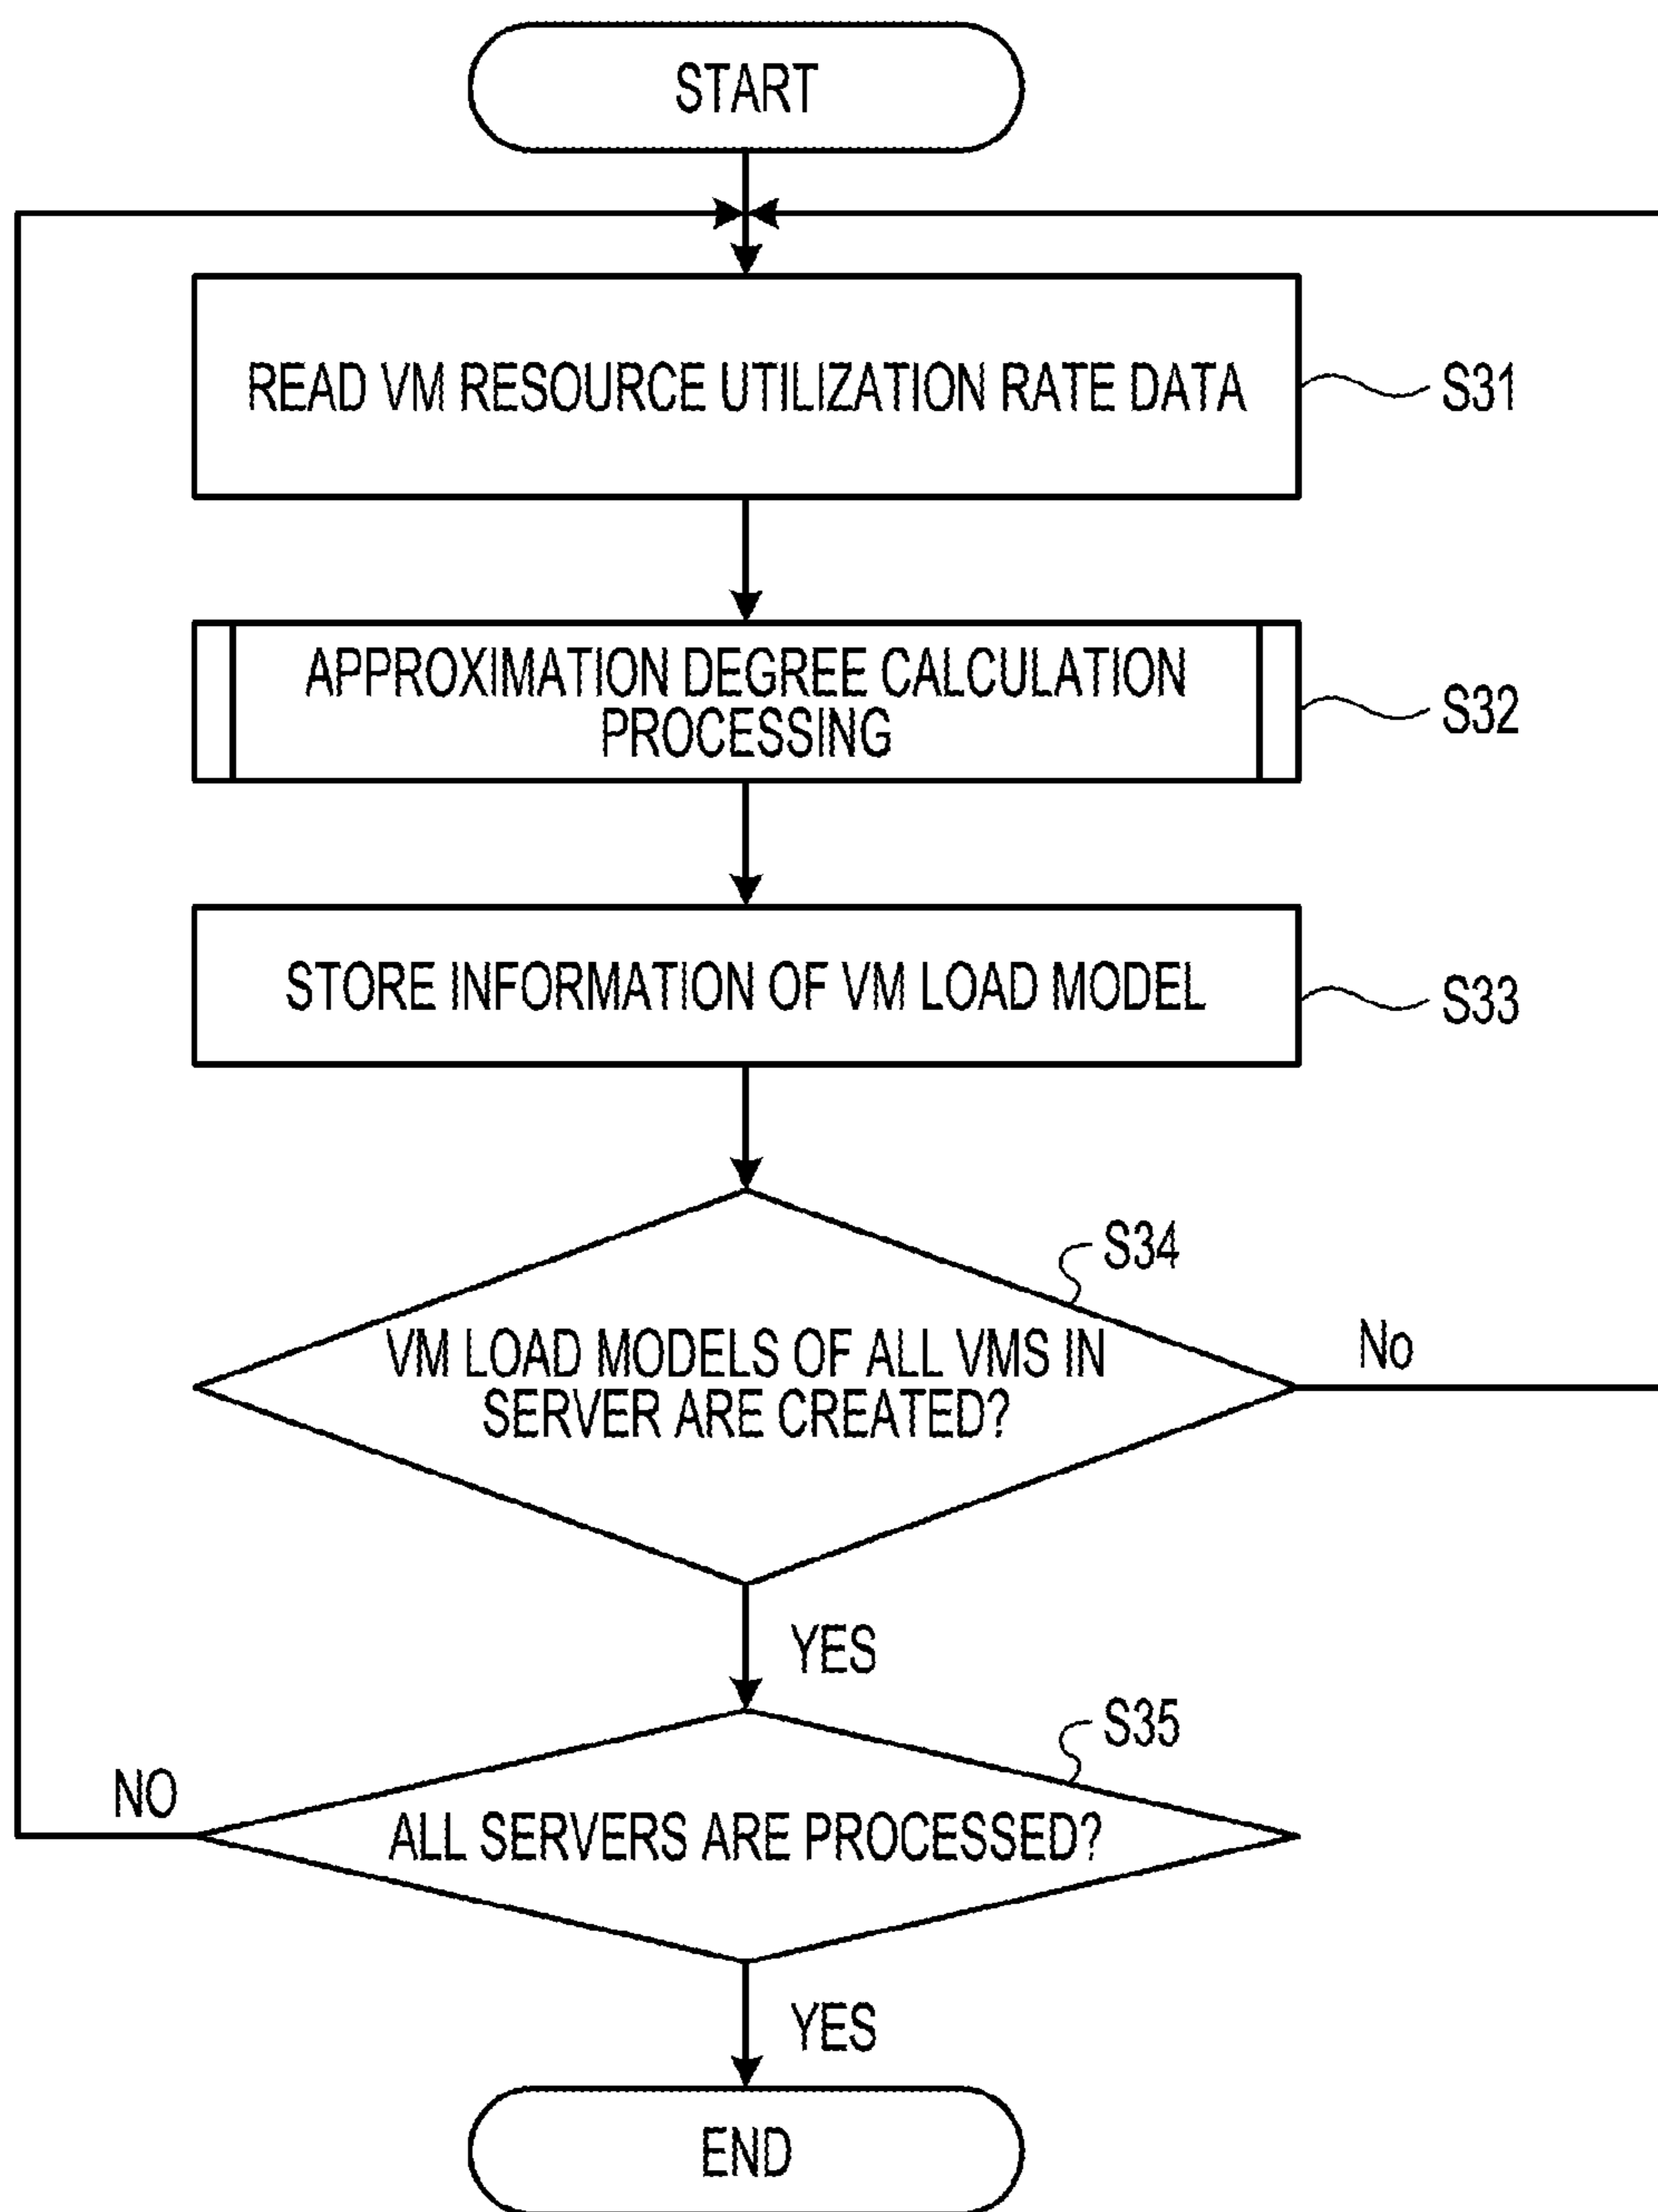 START
READ VM RESOURCE UTILIZATION RATE DATA
S31
APPROXIMATION DEGREE CALCULATION
PROCESSING
S32
STORE INFORMATION OF VM LOAD MODEL
S33
S34
VM LOAD MODELS OF ALL VMS IN
SERVER ARE CREATED?
No
YES
S35
NO
ALL SERVERS ARE PROCESSED?
YES
END